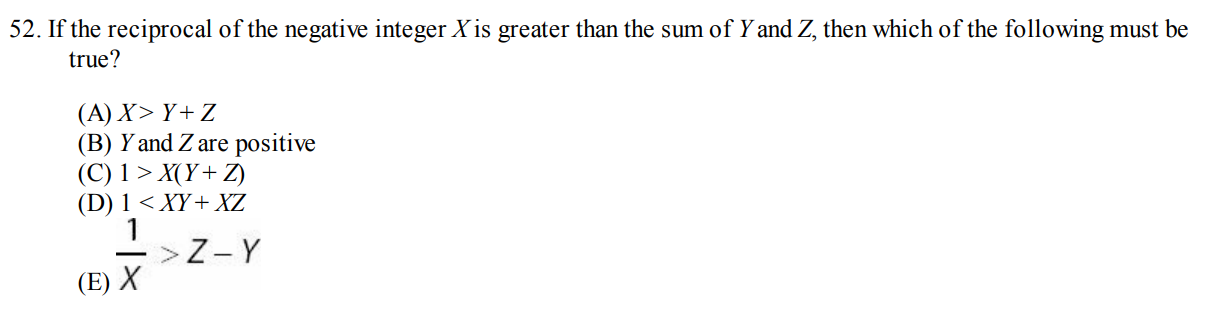 52. If the reciprocal of the negative integer X is greater than the sum of Y and Z, then which of the following must be
true?
(A) X > Y + Z
(B) Y and Z are positive
(C) 1 > X(Y + Z)
(D) 1 < XY + XZ
(E) 1/X > Z – Y